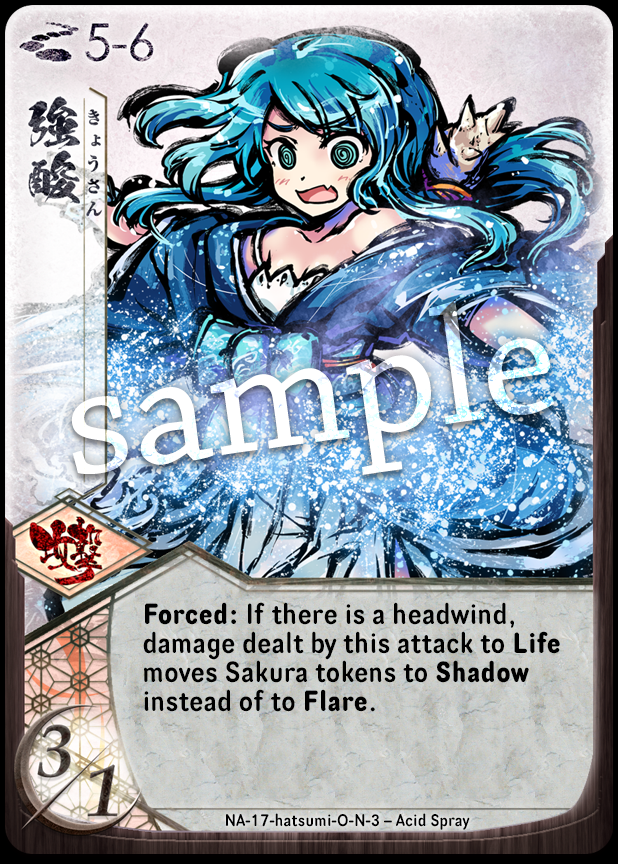 5-6
強酸
きょうさん
sample
攻撃
Forced: If there is a headwind,
damage dealt by this attack to Life
moves Sakura tokens to Shadow
instead of to Flare.
3/1
NA-17-hatsumi-O-N-3 – Acid Spray